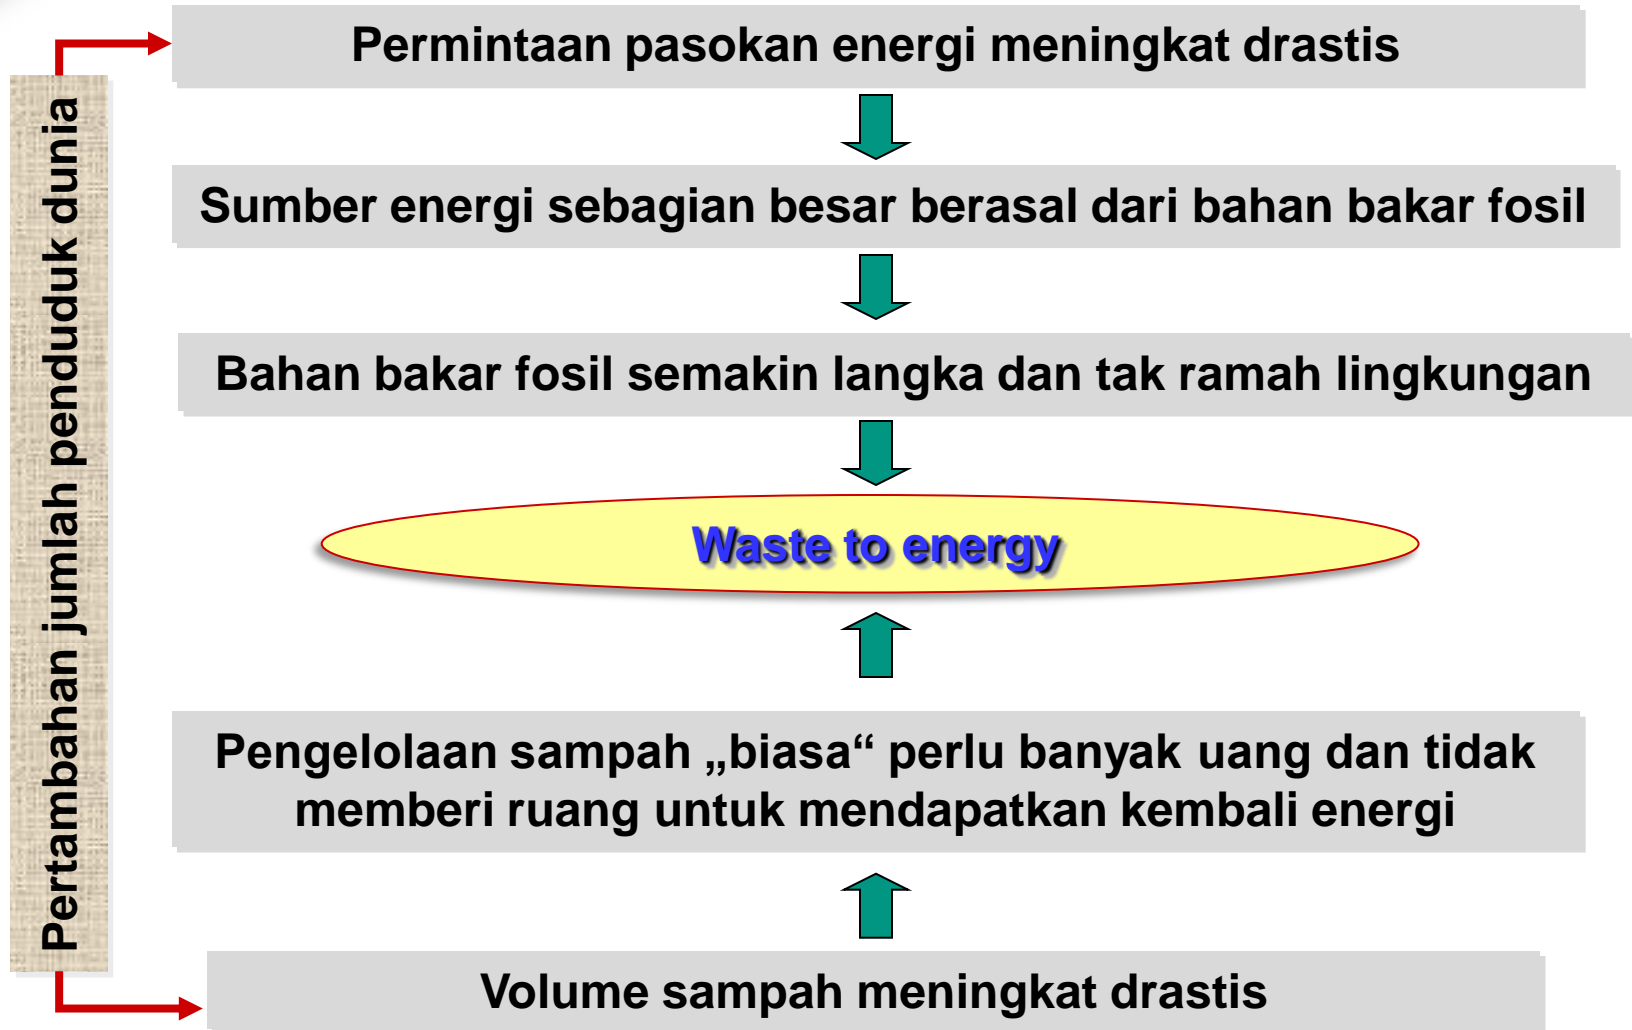 Pertambahan jumlah penduduk dunia
Permintaan pasokan energi meningkat drastis
Sumber energi sebagian besar berasal dari bahan bakar fosil
Bahan bakar fosil semakin langka dan tak ramah lingkungan
Waste to energy
Pengelolaan sampah „biasa“ perlu banyak uang dan tidak
memberi ruang untuk mendapatkan kembali energi
Volume sampah meningkat drastis